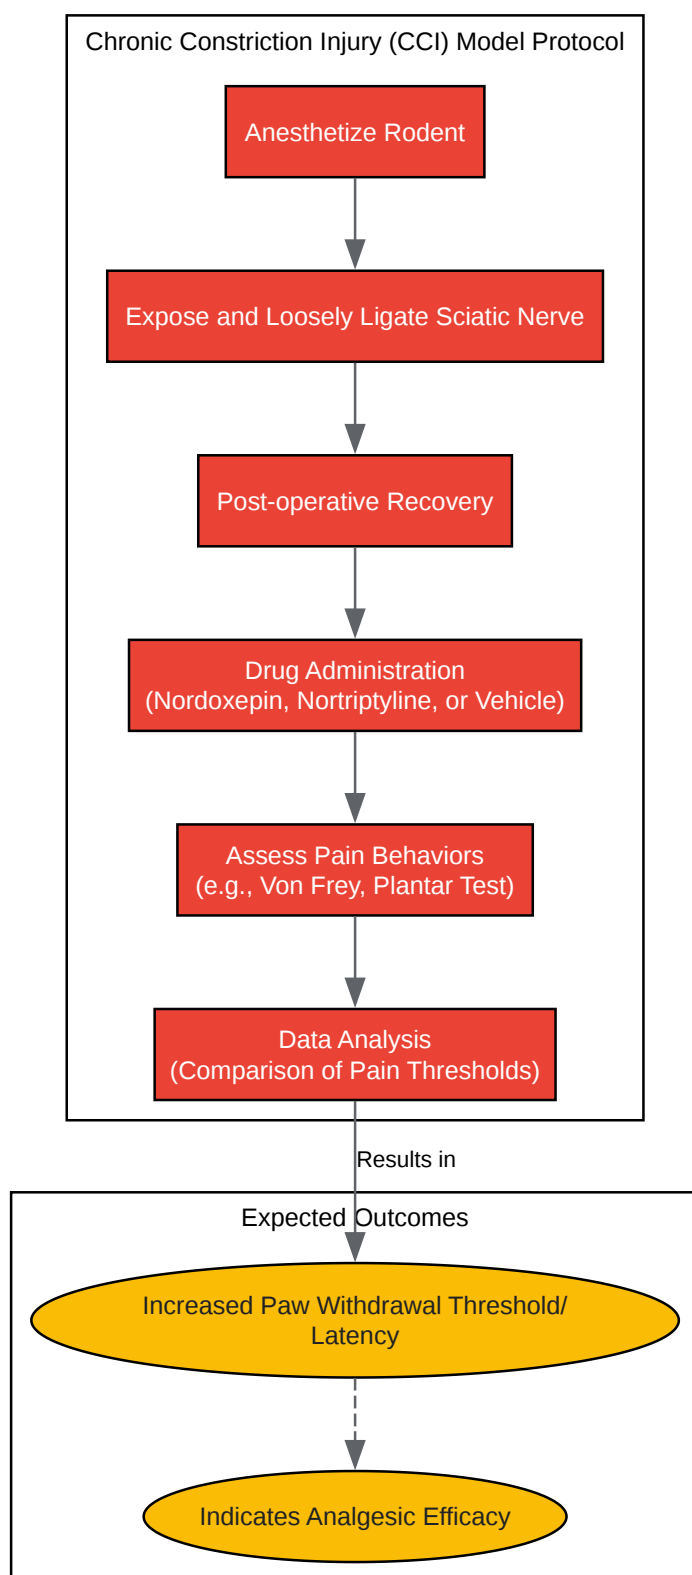 Chronic Constriction Injury (CCI) Model Protocol
Anesthetize Rodent
Expose and Loosely Ligate Sciatic Nerve
Post-operative Recovery
Drug Administration
(Nordoxepin, Nortriptyline, or Vehicle)
Assess Pain Behaviors
(e.g., Von Frey, Plantar Test)
Data Analysis
(Comparison of Pain Thresholds)
Results in
Expected Outcomes
Increased Paw Withdrawal Threshold/
Latency
Indicates Analgesic Efficacy